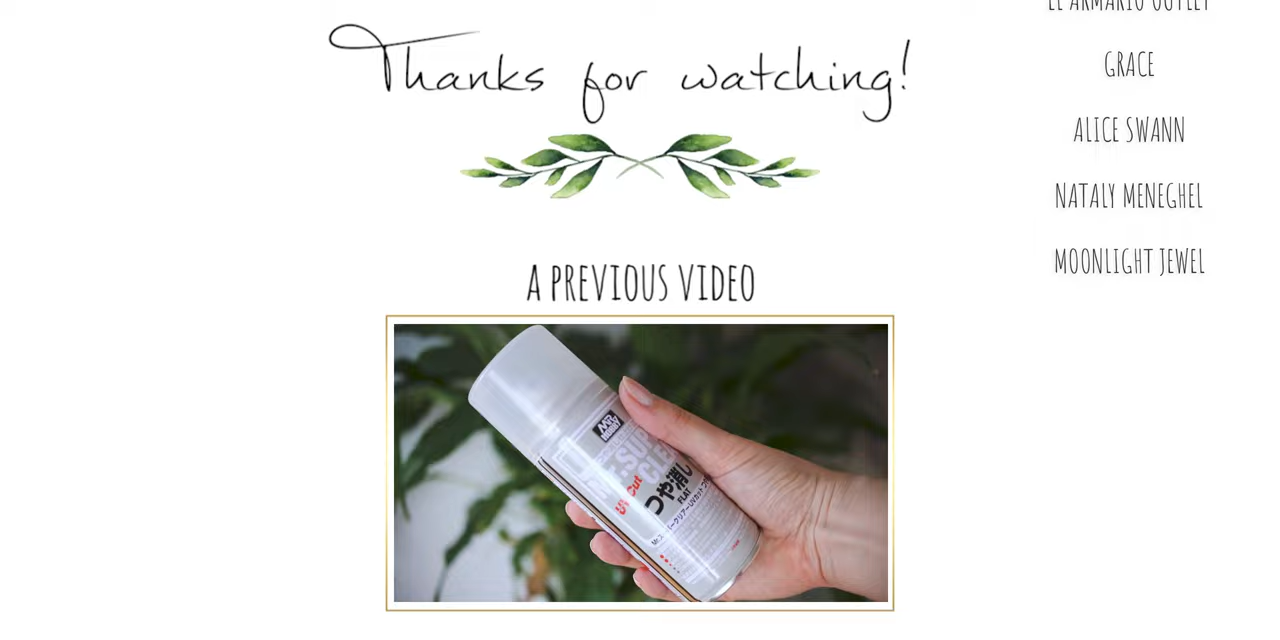 Thanks for watching!
EL ARMARIO OUTLET
GRACE
ALICE SWANN
NATALY MENEGHEL
MOONLIGHT JEWEL
A PREVIOUS VIDEO
MR. HOBBY
UV Cut
つや消し
FLAT